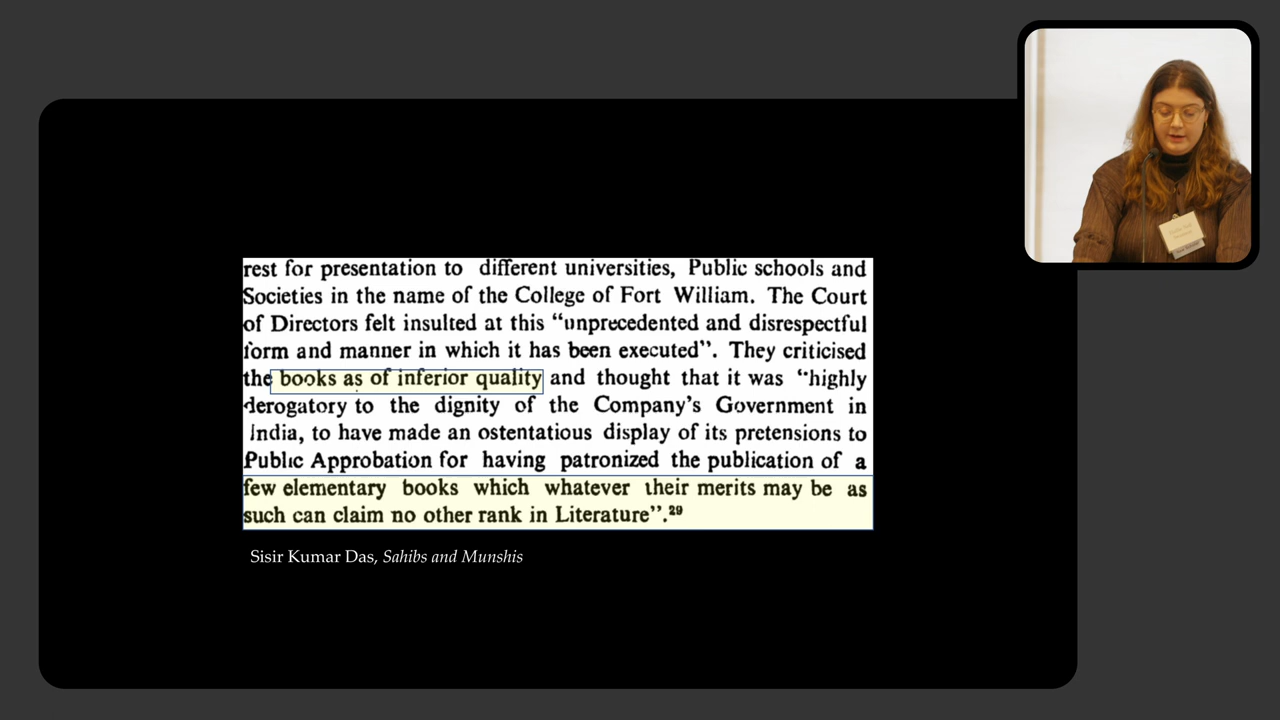 rest for presentation to different universities, Public schools and
Societies in the name of the College of Fort William. The Court
of Directors felt insulted at this “unprecedented and disrespectful
form and manner in which it has been executed”. They criticised
the books as of inferior quality and thought that it was “highly
derogatory to the dignity of the Company’s Government in
India, to have made an ostentatious display of its pretensions to
Public Approbation for having patronized the publication of a
few elementary books which whatever their merits may be as
such can claim no other rank in Literature”.²⁹
Sisir Kumar Das, Sahibs and Munshis